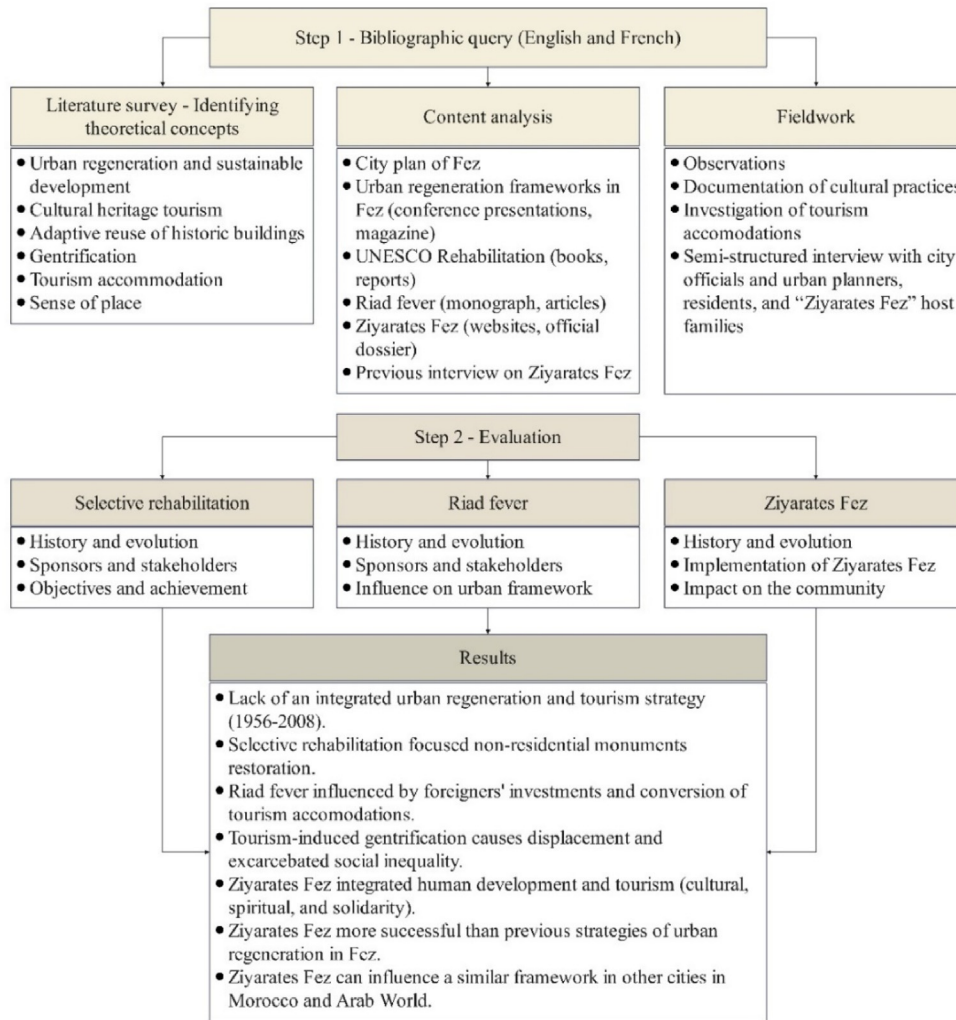 Step 1 - Bibliographic query (English and French)
Literature survey - Identifying
theoretical concepts
● Urban regeneration and sustainable
development
● Cultural heritage tourism
● Adaptive reuse of historic buildings
● Gentrification
● Tourism accommodation
● Sense of place
Content analysis
● City plan of Fez
● Urban regeneration frameworks in
Fez (conference presentations,
magazine)
● UNESCO Rehabilitation (books,
reports)
● Riad fever (monograph, articles)
● Ziyarates Fez (websites, official
dossier)
● Previous interview on Ziyarates Fez
Fieldwork
● Observations
● Documentation of cultural practices
● Investigation of tourism
accomodations
● Semi-structured interview with city
officials and urban planners,
residents, and “Ziyarates Fez” host
families
Step 2 - Evaluation
Selective rehabilitation
● History and evolution
● Sponsors and stakeholders
● Objectives and achievement
Riad fever
● History and evolution
● Sponsors and stakeholders
● Influence on urban framework
Ziyarates Fez
● History and evolution
● Implementation of Ziyarates Fez
● Impact on the community
Results
● Lack of an integrated urban regeneration and tourism strategy
(1956-2008).
● Selective rehabilitation focused non-residential monuments
restoration.
● Riad fever influenced by foreigners' investments and conversion of
tourism accomodations.
● Tourism-induced gentrification causes displacement and
excarcebated social inequality.
● Ziyarates Fez integrated human development and tourism (cultural,
spiritual, and solidarity).
● Ziyarates Fez more successful than previous strategies of urban
regeneration in Fez.
● Ziyarates Fez can influence a similar framework in other cities in
Morocco and Arab World.